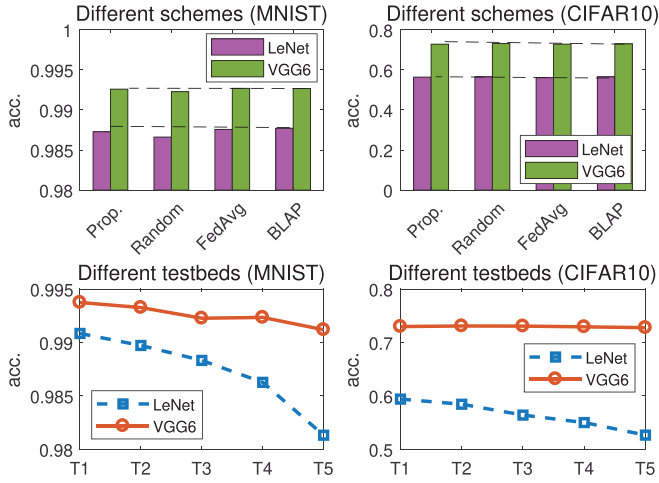 Different schemes (MNIST)
1
0.995
0.99
0.985
0.98
acc.
LeNet
VGG6
Prop.
Random
FedAvg
BLAP
Different schemes (CIFAR10)
0.8
0.6
0.4
0.2
0
acc.
LeNet
VGG6
Prop.
Random
FedAvg
BLAP
Different testbeds (MNIST)
0.995
0.99
0.985
0.98
acc.
LeNet
VGG6
T1 T2 T3 T4 T5
Different testbeds (CIFAR10)
0.8
0.7
0.6
0.5
acc.
LeNet
VGG6
T1 T2 T3 T4 T5